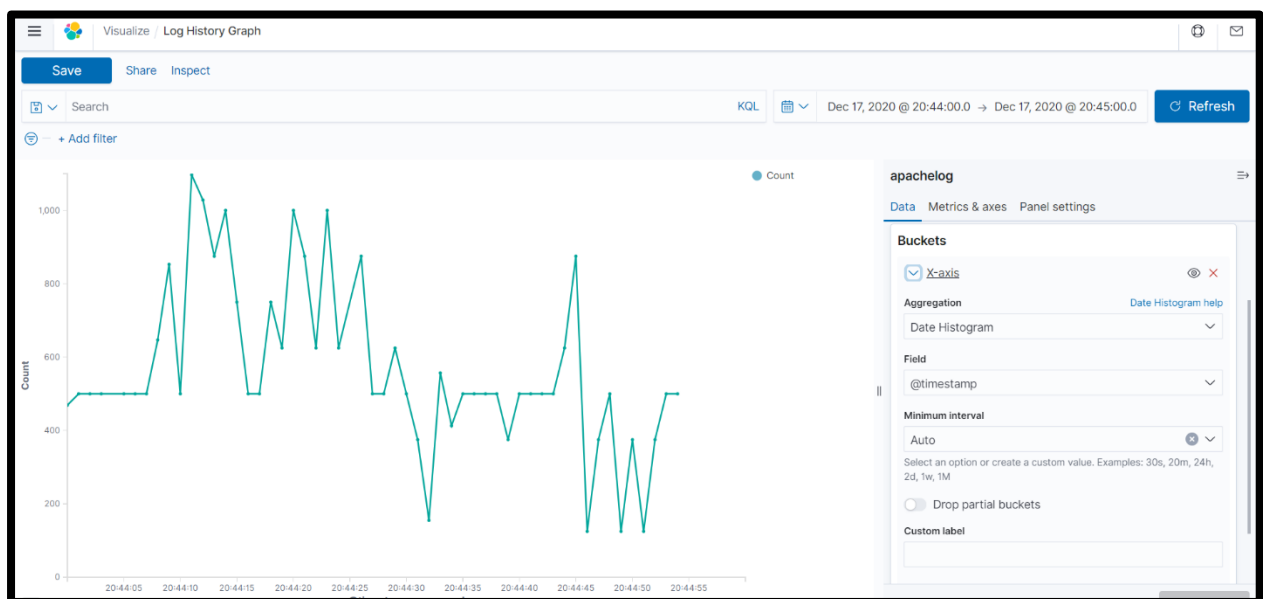 Visualize / Log History Graph
Save Share Inspect
Search KQL Dec 17, 2020 @ 20:44:00.0 → Dec 17, 2020 @ 20:45:00.0 Refresh
+ Add filter
Count
1,000
800
600
400
200
0
Count
20:44:05 20:44:10 20:44:15 20:44:20 20:44:25 20:44:30 20:44:35 20:44:40 20:44:45 20:44:50 20:44:55
apachelog
Data Metrics & axes Panel settings
Buckets
X-axis
Aggregation Date Histogram help
Date Histogram
Field
@timestamp
Minimum interval
Auto
Select an option or create a custom value. Examples: 30s, 20m, 24h,
2d, 1w, 1M
Drop partial buckets
Custom label